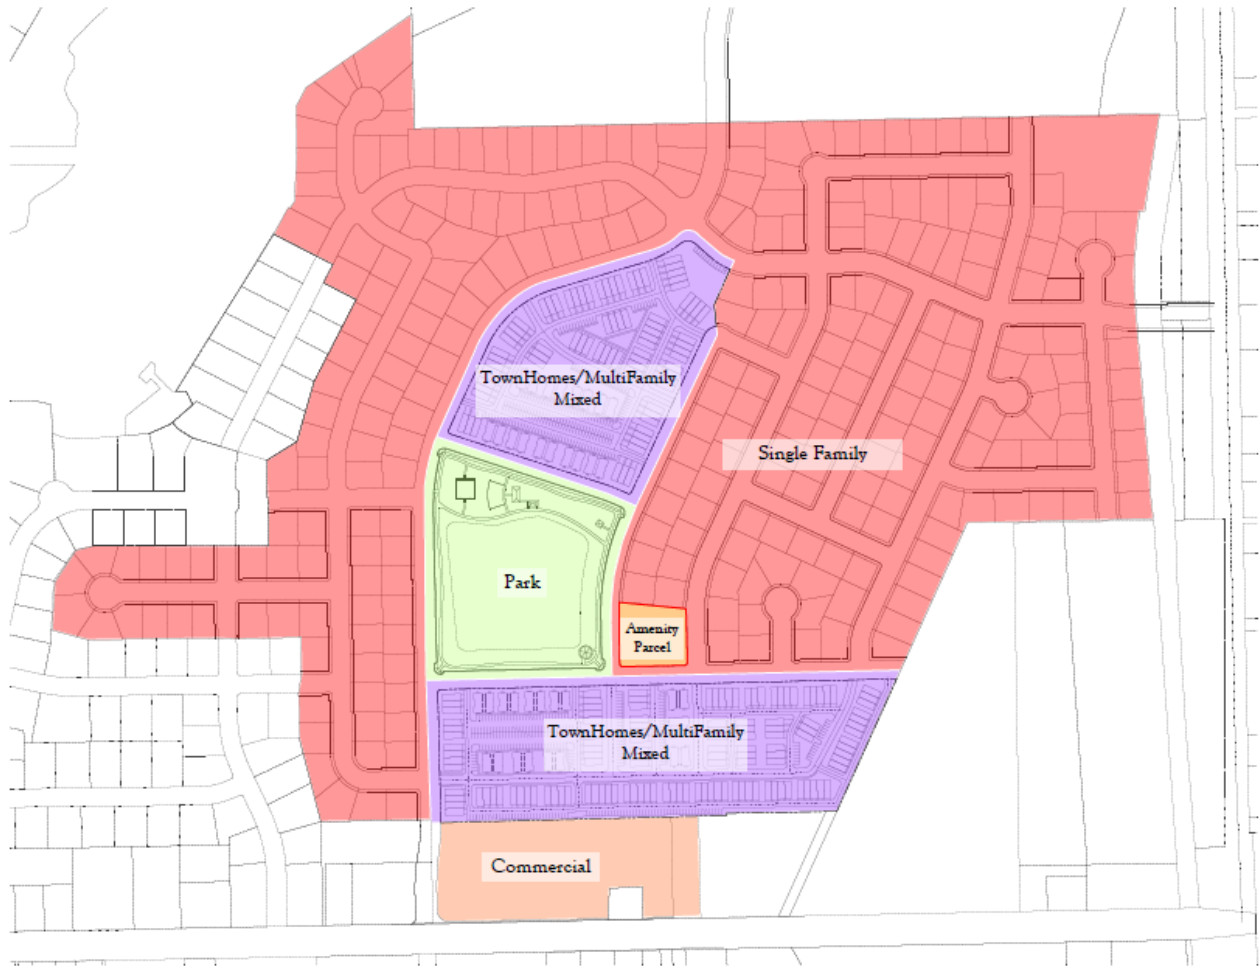 TownHomes/MultiFamily
Mixed
Single Family
Park
Amenity
Parcel
TownHomes/MultiFamily
Mixed
Commercial